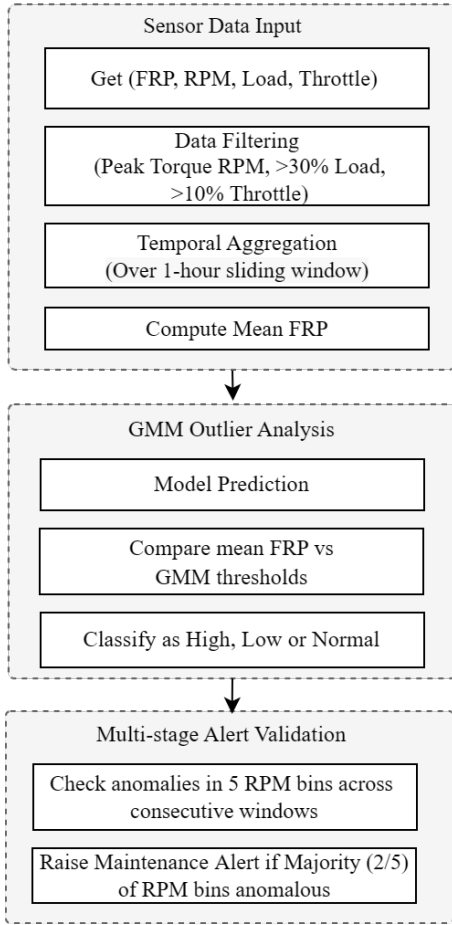 Sensor Data Input
Get (FRP, RPM, Load, Throttle)
Data Filtering
(Peak Torque RPM, >30% Load,
>10% Throttle)
Temporal Aggregation
(Over 1-hour sliding window)
Compute Mean FRP
GMM Outlier Analysis
Model Prediction
Compare mean FRP vs
GMM thresholds
Classify as High, Low or Normal
Multi-stage Alert Validation
Check anomalies in 5 RPM bins across
consecutive windows
Raise Maintenance Alert if Majority (2/5)
of RPM bins anomalous